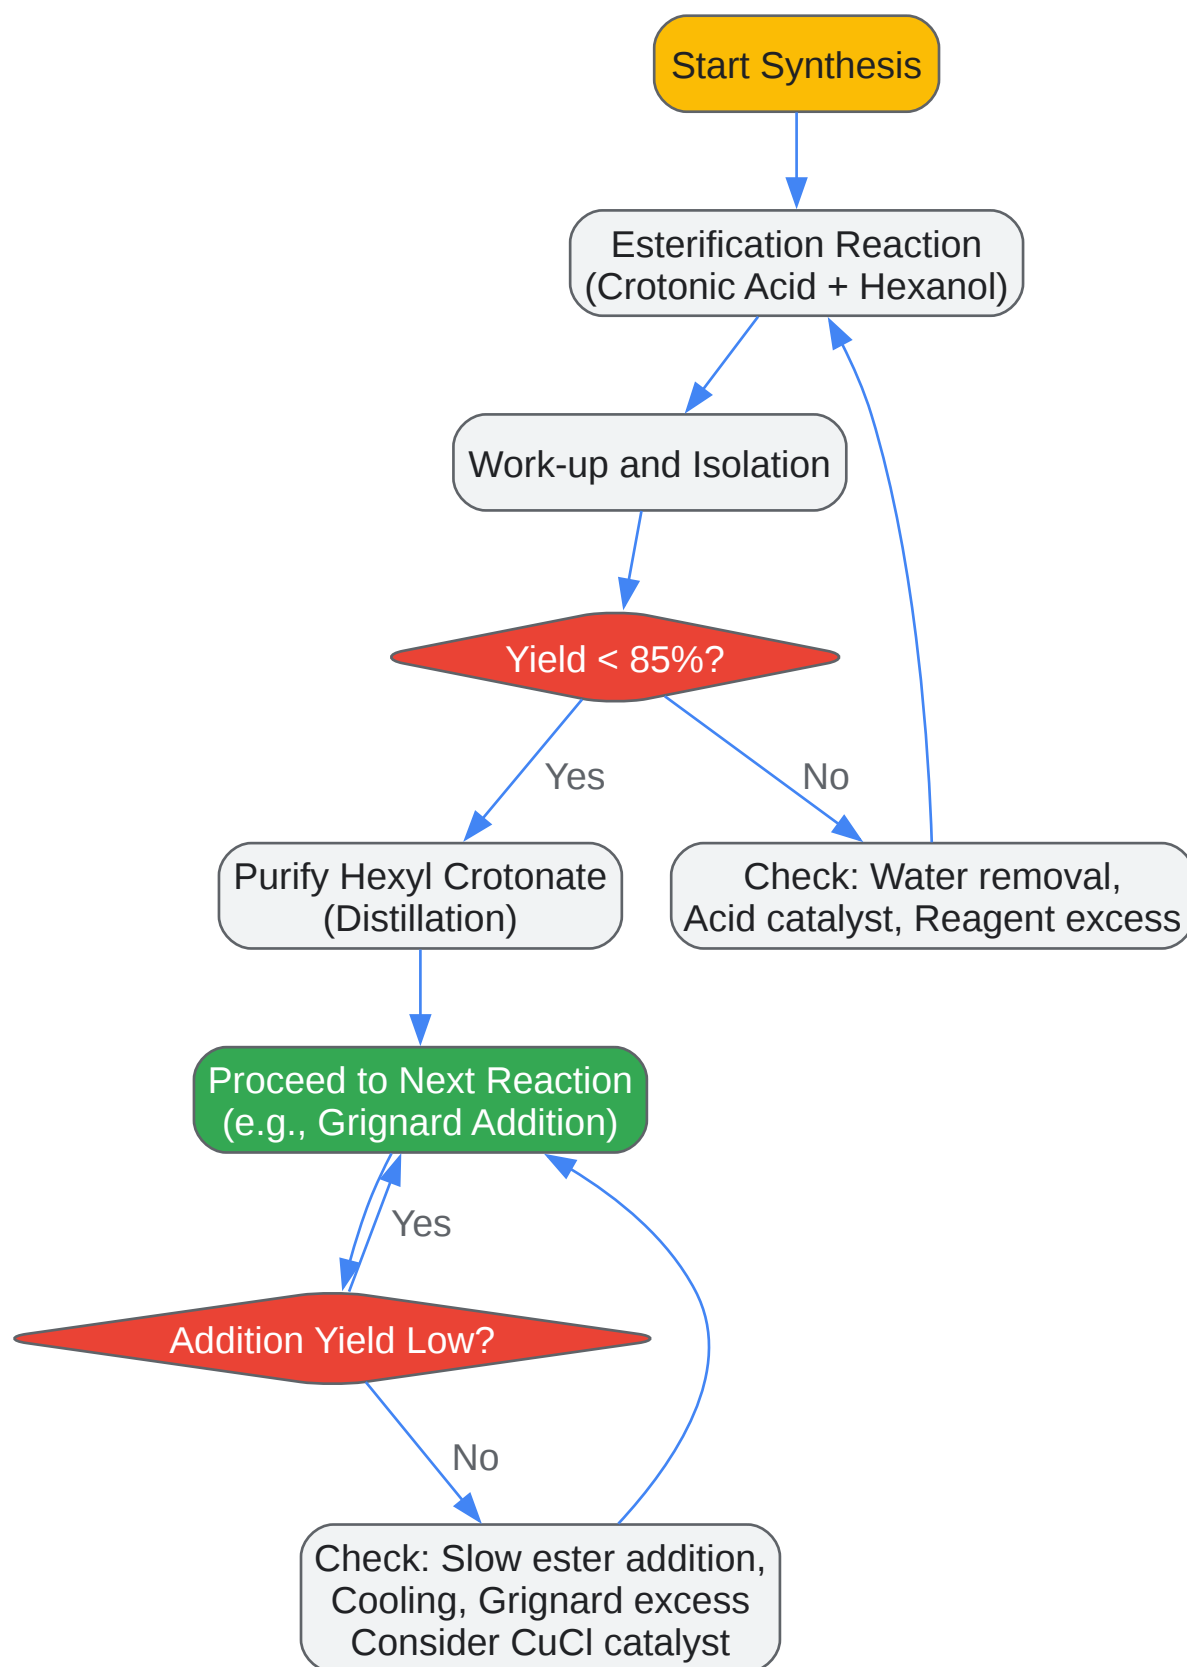 Start Synthesis
Esterification Reaction
(Crotonic Acid + Hexanol)
Work-up and Isolation
Yield < 85%?
Yes
No
Purify Hexyl Crotonate
(Distillation)
Check: Water removal,
Acid catalyst, Reagent excess
Proceed to Next Reaction
(e.g., Grignard Addition)
Yes
Addition Yield Low?
No
Check: Slow ester addition,
Cooling, Grignard excess
Consider CuCl catalyst